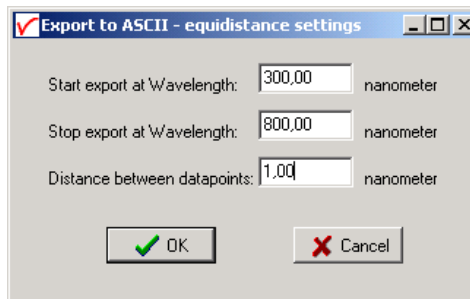 Export to ASCII - equidistance settings
Start export at Wavelength: 300,00 nanometer
Stop export at Wavelength: 800,00 nanometer
Distance between datapoints: 1,00 nanometer
OK Cancel